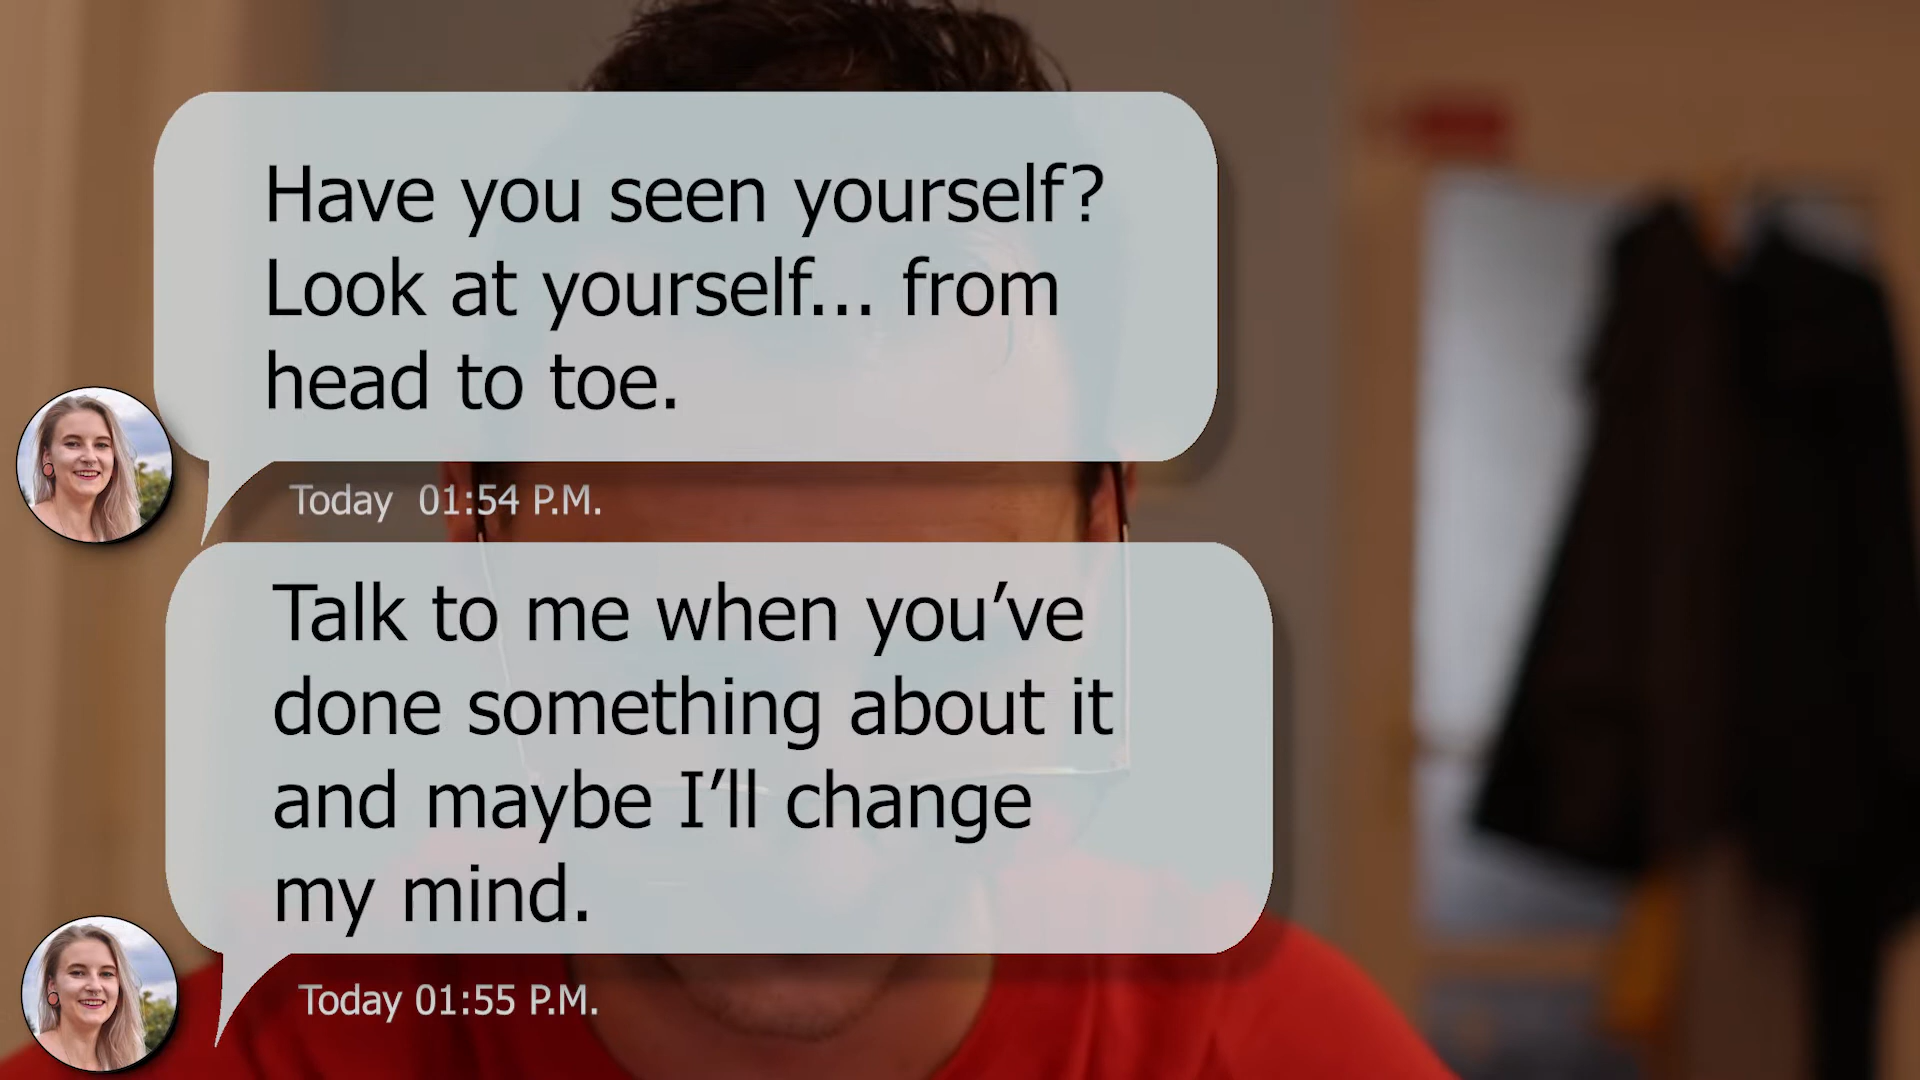 Have you seen yourself?
Look at yourself... from
head to toe.
Today 01:54 P.M.
Talk to me when you’ve
done something about it
and maybe I’ll change
my mind.
Today 01:55 P.M.